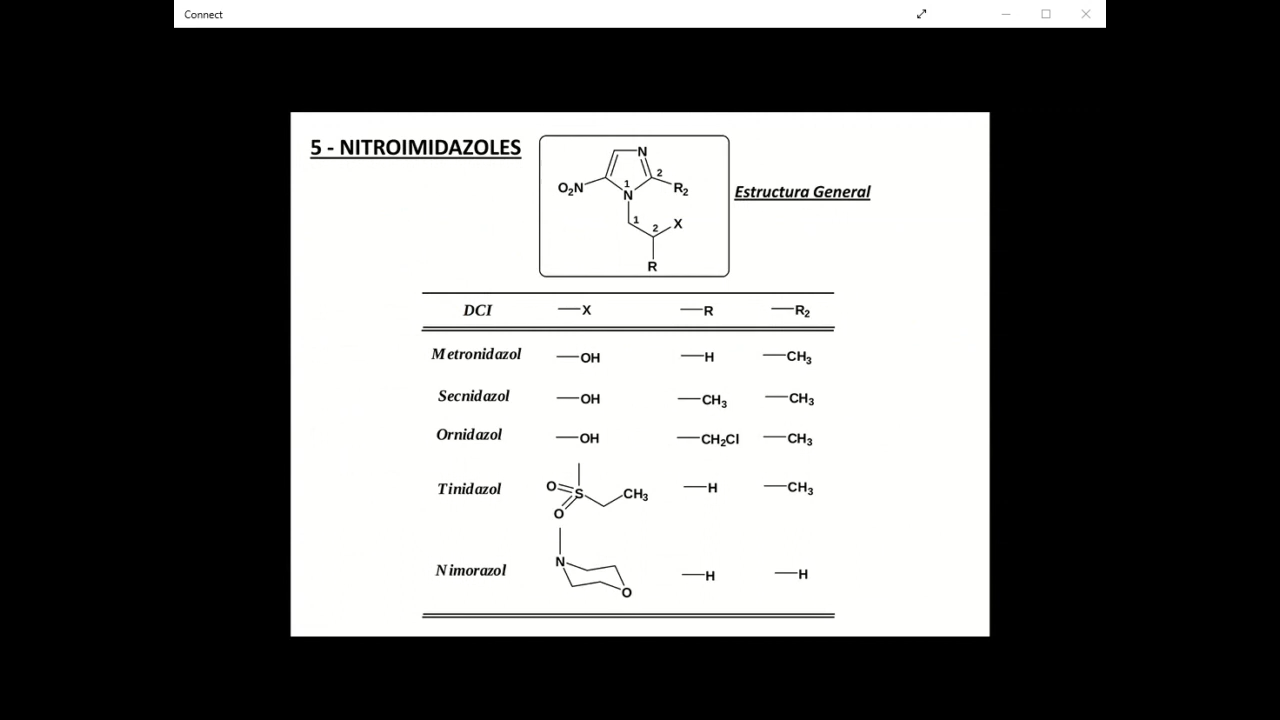 Connect
5 - NITROIMIDAZOLES
N
2
O₂N
1
R₂
N
Estructura General
1
2
X
R
DCI —X —R —R₂
Metronidazol —OH —H —CH₃
Secnidazol —OH —CH₃ —CH₃
Ornidazol —OH —CH₂Cl —CH₃
Tinidazol O S CH₃ O —H —CH₃
Nimorazol N O —H —H